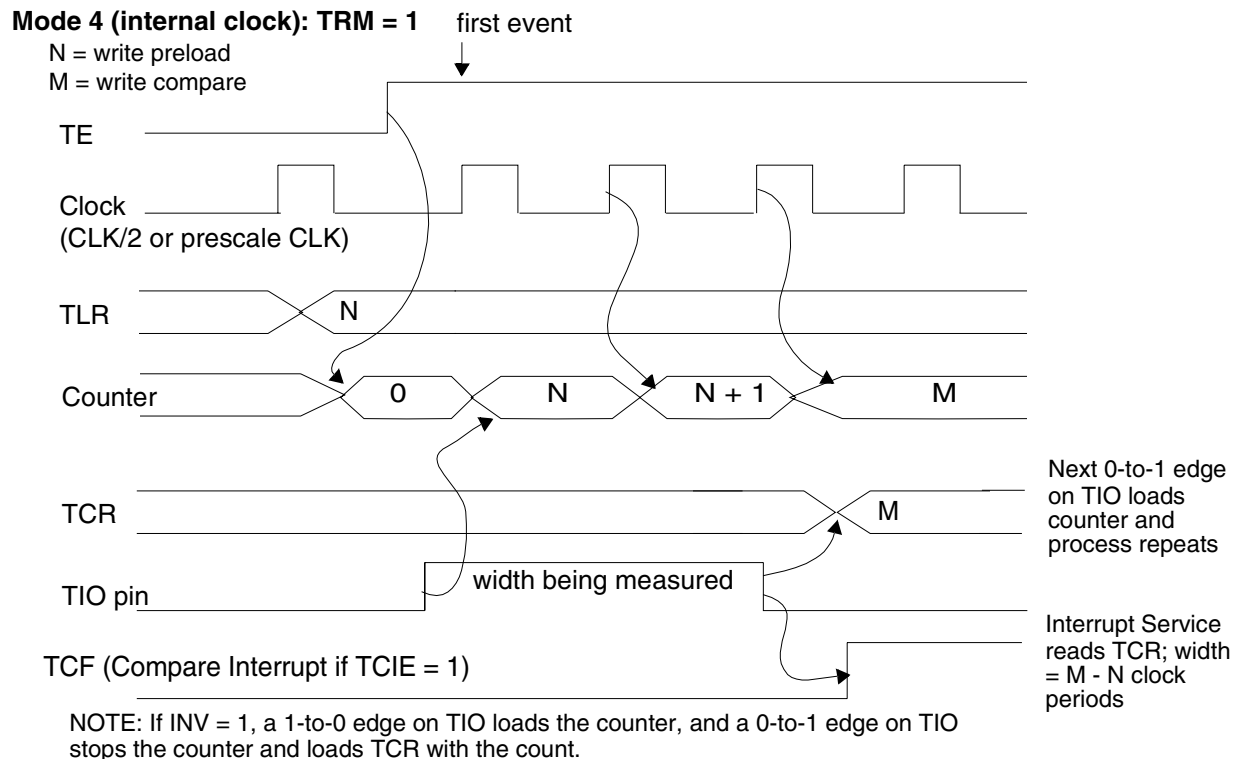 Mode 4 (internal clock): TRM = 1
first event
N = write preload
M = write compare
TE
Clock
(CLK/2 or prescale CLK)
TLR
N
Counter
0
N
N + 1
M
TCR
M
Next 0-to-1 edge
on TIO loads
counter and
process repeats
TIO pin
width being measured
TCF (Compare Interrupt if TCIE = 1)
Interrupt Service
reads TCR; width
= M - N clock
periods
NOTE: If INV = 1, a 1-to-0 edge on TIO loads the counter, and a 0-to-1 edge on TIO
stops the counter and loads TCR with the count.